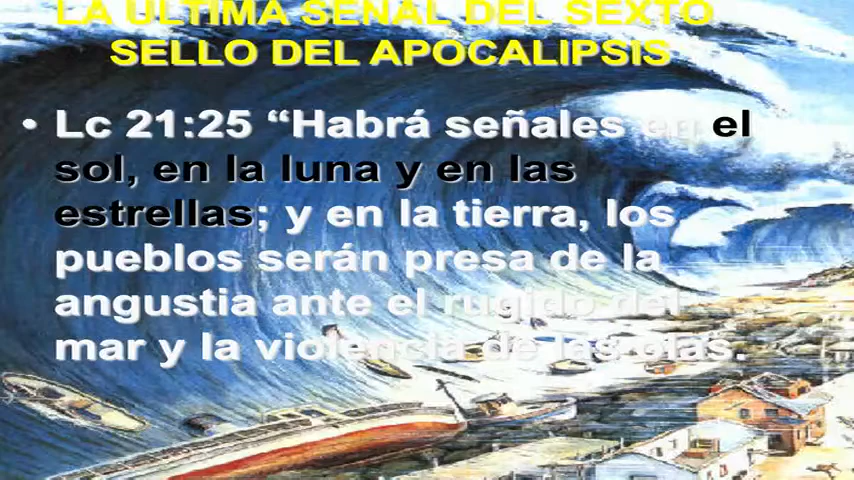 LA ULTIMA SEÑAL DEL SEXTO
SELLO DEL APOCALIPSIS
• Lc 21:25 “Habrá señales en el
sol, en la luna y en las
estrellas; y en la tierra, los
pueblos serán presa de la
angustia ante el rugido del
mar y la violencia de las olas.